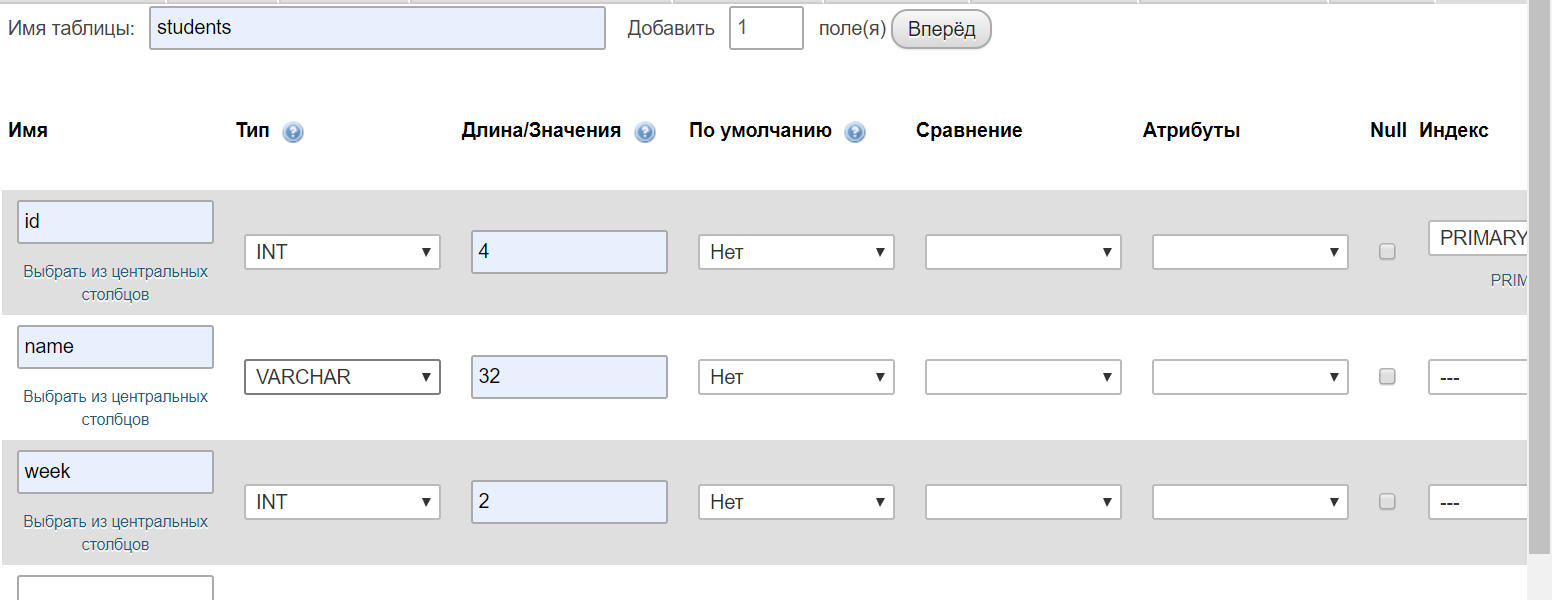 Имя таблицы: students Добавить 1 поле(я) Вперёд
Имя Тип Длина/Значения По умолчанию Сравнение Атрибуты Null Индекс
id INT 4 Нет PRIMARY
Выбрать из центральных
столбцов
PRIM
name VARCHAR 32 Нет ---
Выбрать из центральных
столбцов
week INT 2 Нет ---
Выбрать из центральных
столбцов